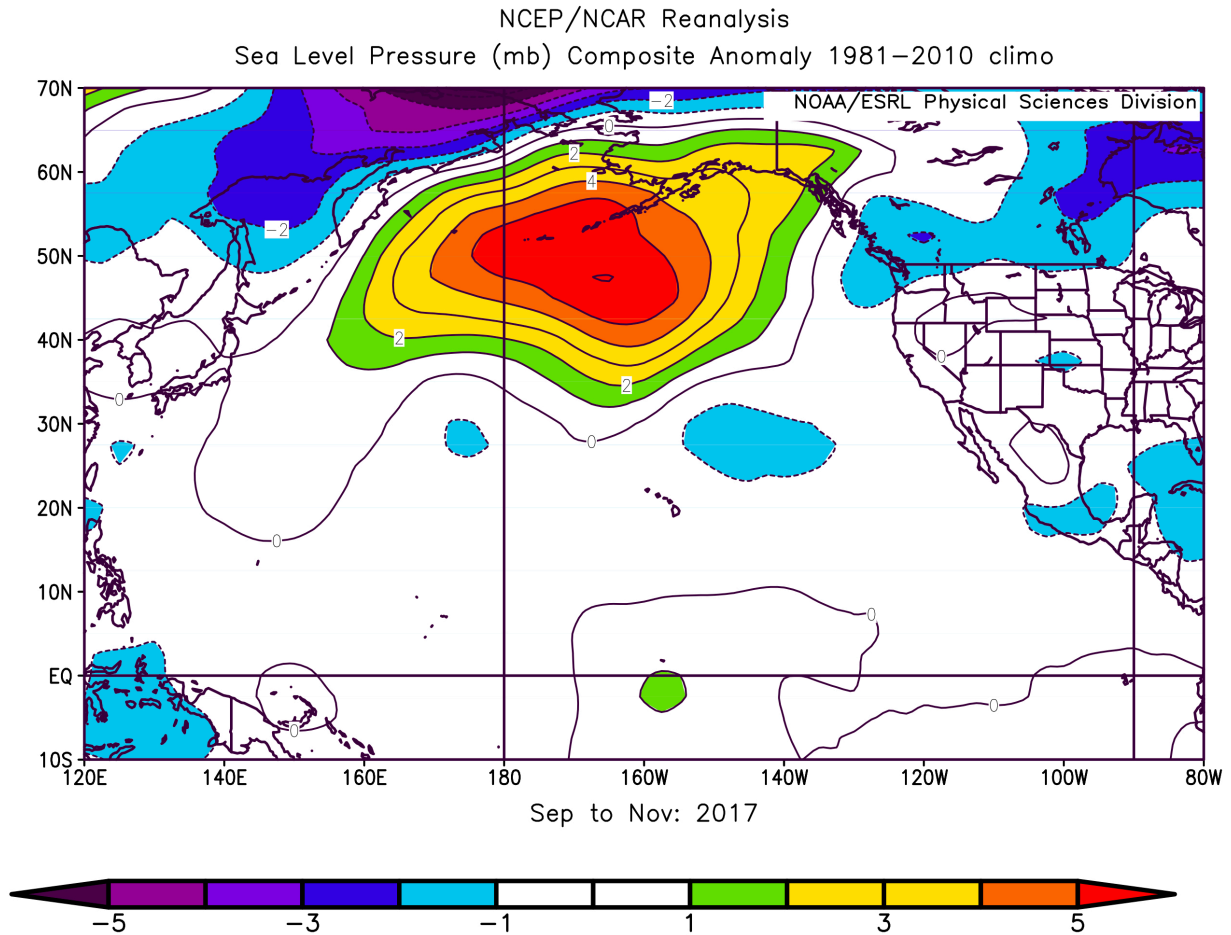 NCEP/NCAR Reanalysis
Sea Level Pressure (mb) Composite Anomaly 1981−2010 climo
NOAA/ESRL Physical Sciences Division
70N
60N
50N
40N
30N
20N
10N
EQ
10S
−2
0
2
4
−2
2
0
0
2
0
0
0
0
0
120E 140E 160E 180 160W 140W 120W 100W 80W
Sep to Nov: 2017
−5 −3 −1 1 3 5